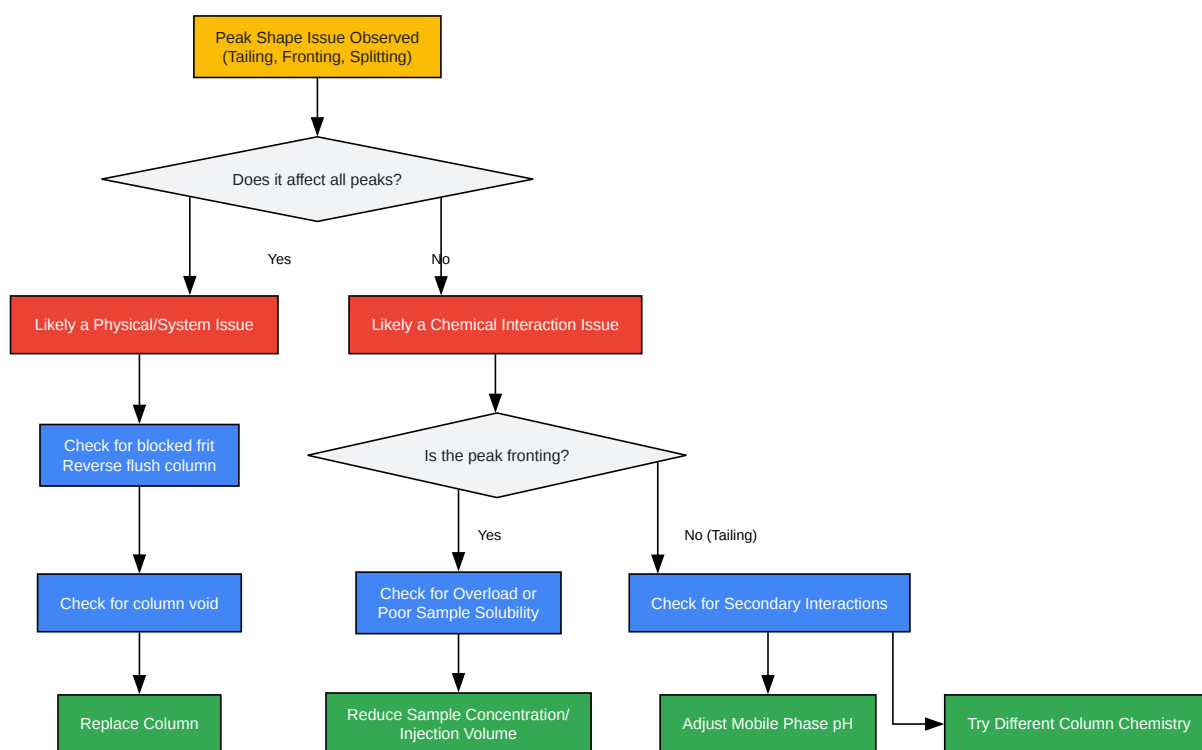 Peak Shape Issue Observed
(Tailing, Fronting, Splitting)
Does it affect all peaks?
Yes
No
Likely a Physical/System Issue
Likely a Chemical Interaction Issue
Check for blocked frit
Reverse flush column
Is the peak fronting?
Yes
No (Tailing)
Check for column void
Check for Overload or
Poor Sample Solubility
Check for Secondary Interactions
Replace Column
Reduce Sample Concentration/
Injection Volume
Adjust Mobile Phase pH
Try Different Column Chemistry